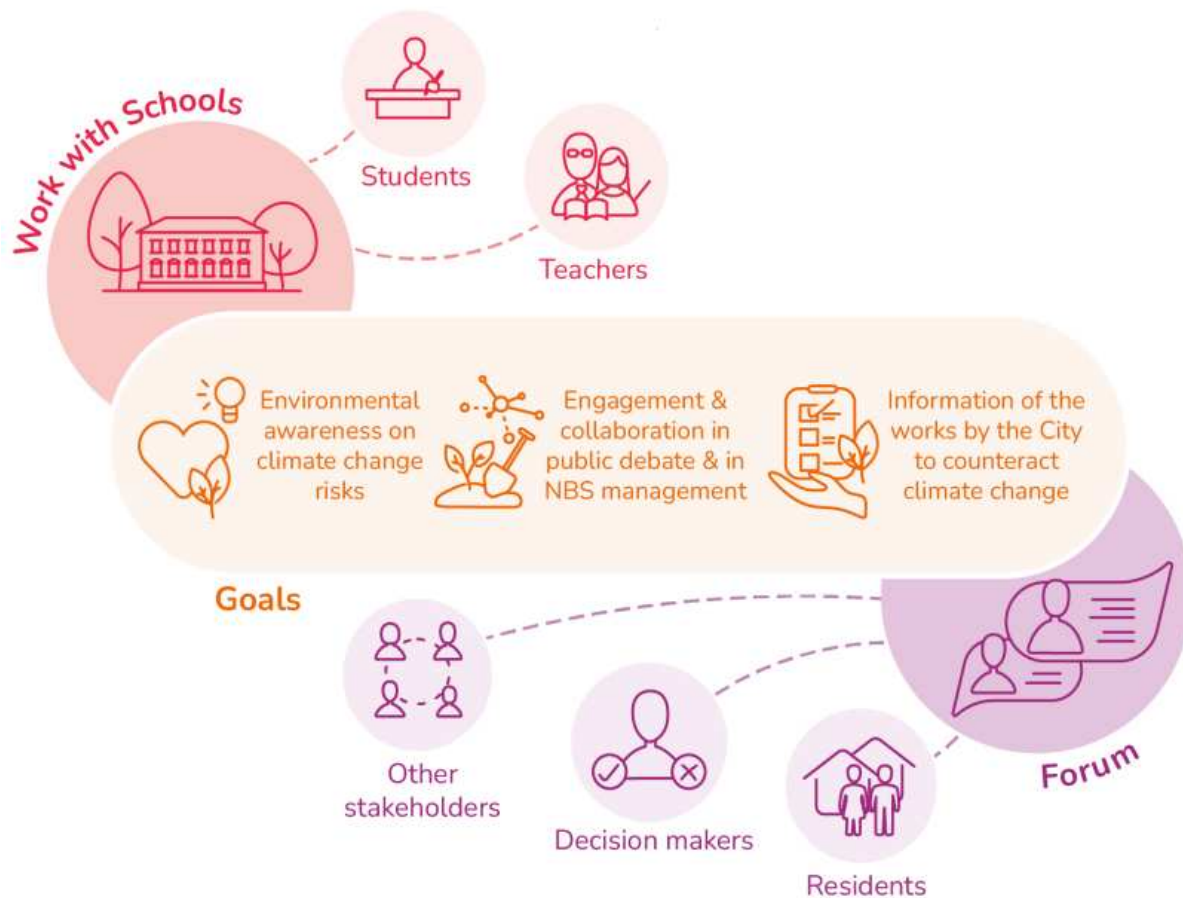 Work with Schools
Students
Teachers
Environmental
awareness on
climate change
risks
Engagement &
collaboration in
public debate & in
NBS management
Information of the
works by the City
to counteract
climate change
Goals
Other
stakeholders
Decision makers
Residents
Forum